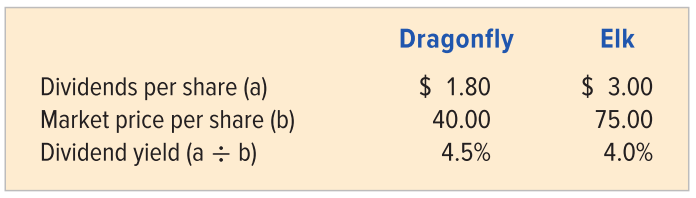 Dragonfly Elk
Dividends per share (a) $ 1.80 $ 3.00
Market price per share (b) 40.00 75.00
Dividend yield (a ÷ b) 4.5% 4.0%